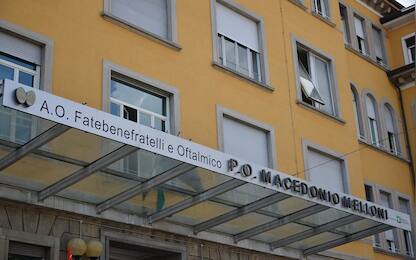 A.O. Fatebenefratelli e Oftalmico P.O. MACEDONIO MELLONI